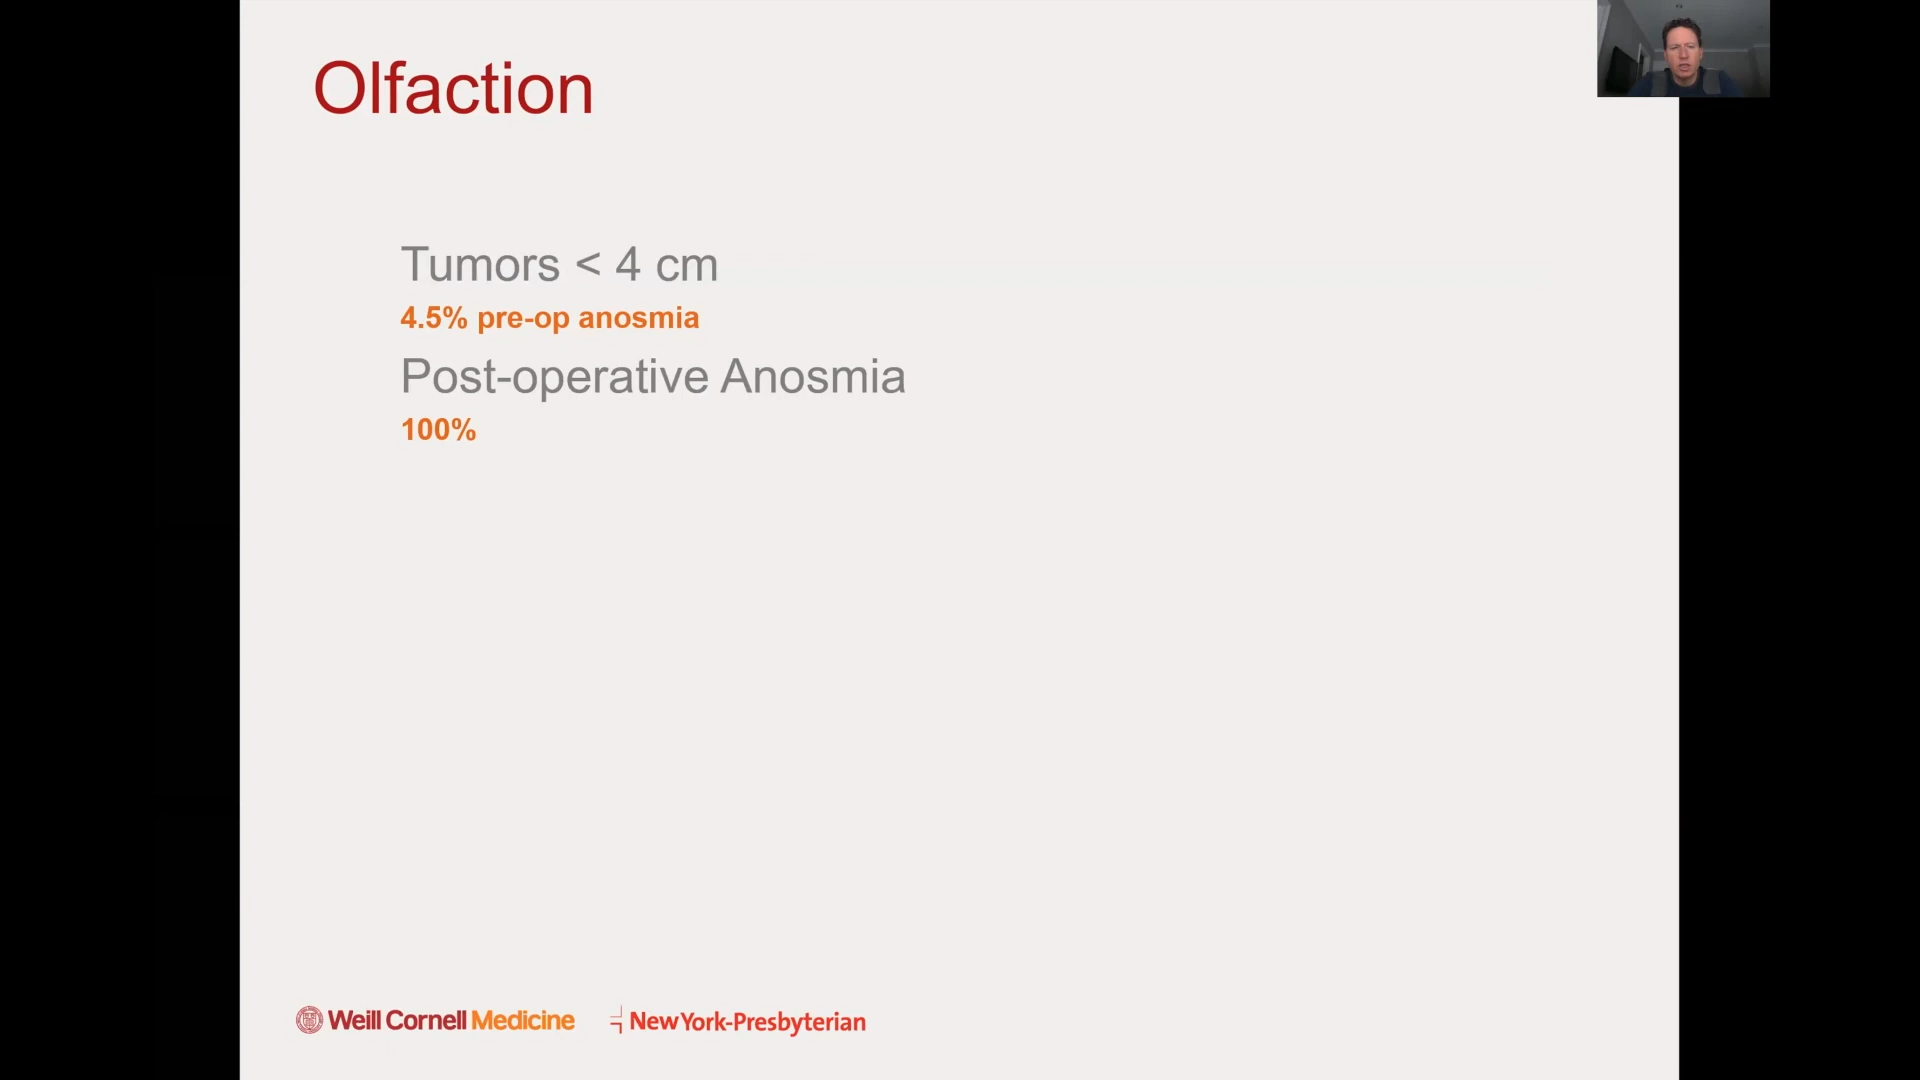 Olfaction
Tumors < 4 cm
4.5% pre-op anosmia
Post-operative Anosmia
100%
Weill Cornell Medicine
NewYork-Presbyterian